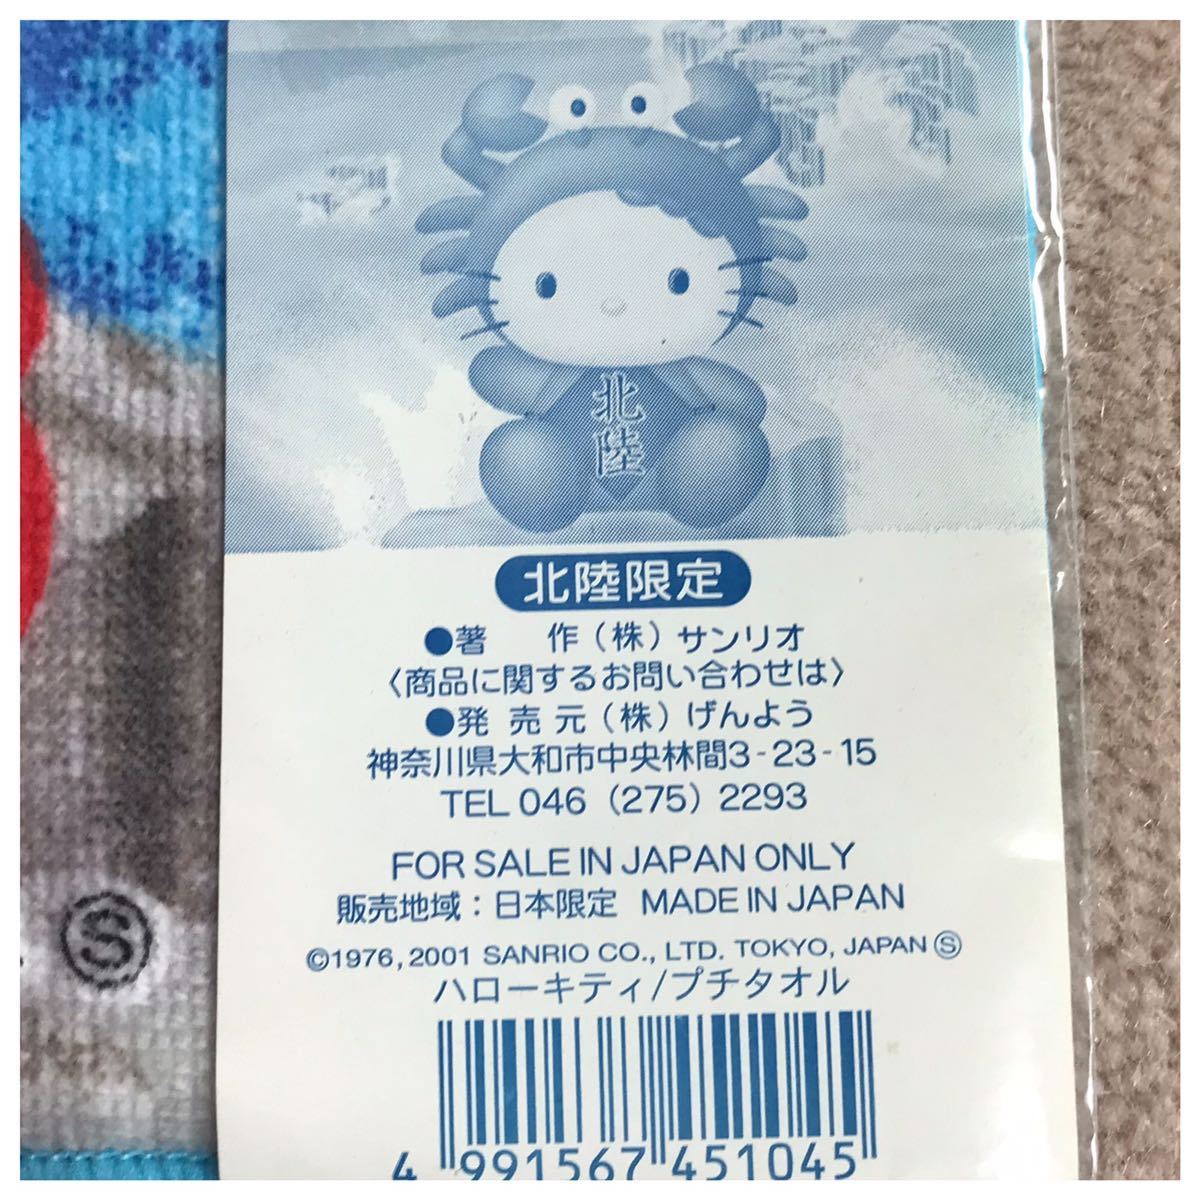 北陸
北陸限定
●著　作（株）サンリオ
〈商品に関するお問い合わせは〉
●発売元（株）げんよう
神奈川県大和市中央林間3-23-15
TEL 046（275）2293
FOR SALE IN JAPAN ONLY
販売地域：日本限定 MADE IN JAPAN
©1976, 2001 SANRIO CO., LTD. TOKYO, JAPAN Ⓢ
ハローキティ/プチタオル
4 991567 451045
Ⓢ